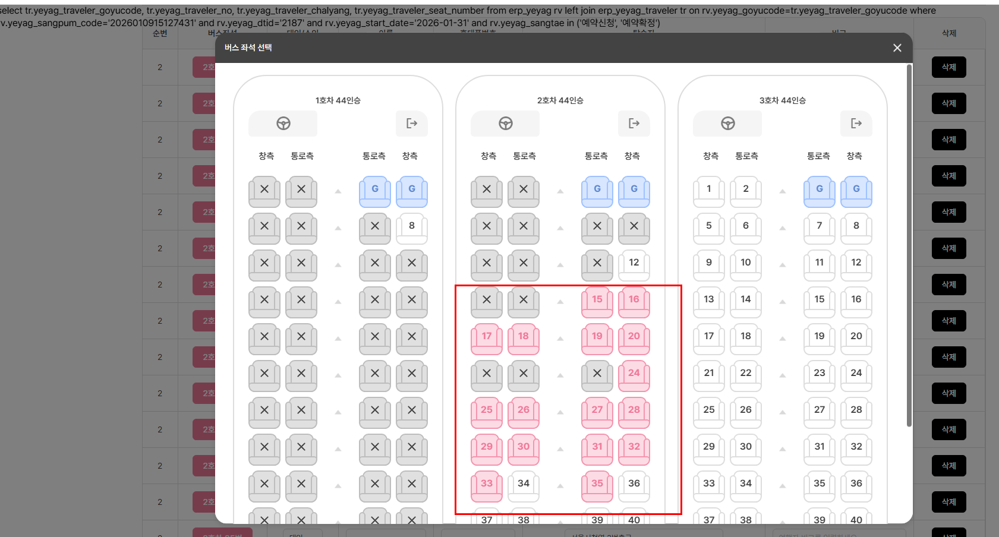 select tr.yeyag_traveler_goyucode, tr.yeyag_traveler_no, tr.yeyag_traveler_chalyang, tr.yeyag_traveler_seat_number from erp_yeyag rv left join erp_yeyag_traveler tr on rv.yeyag_goyucode=tr.yeyag_traveler_goyucode where
rv.yeyag_sangpum_code='2026010915127431' and rv.yeyag_dtid='2187' and rv.yeyag_start_date='2026-01-31' and rv.yeyag_sangtae in ('예약신청', '예약확정')
순번 삭제
버스 좌석 선택
2 2호 삭제
2 2호 삭제
2 2호 삭제
2 2호 삭제
2 2호 삭제
2 2호 삭제
2 2호 삭제
2 2호 삭제
2 2호 삭제
2 2호 삭제
2 2호 삭제
2 2호 삭제
2 2호 삭제
1호차 44인승
창측 통로측 통로측 창측
G G
8
2호차 44인승
창측 통로측 통로측 창측
G G
12
15 16
17 18 19 20
24
25 26 27 28
29 30 31 32
33 34 35 36
37 38 39 40
3호차 44인승
창측 통로측 통로측 창측
1 2 G G
5 6 7 8
9 10 11 12
13 14 15 16
17 18 19 20
21 22 23 24
25 26 27 28
29 30 31 32
33 34 35 36
37 38 39 40